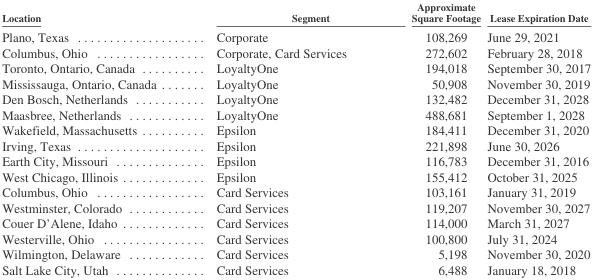 Approximate
Location Segment Square Footage Lease Expiration Date
Plano, Texas . . . . . . . . . . . . . . . . . . . . Corporate 108,269 June 29, 2021
Columbus, Ohio . . . . . . . . . . . . . . . . . Corporate, Card Services 272,602 February 28, 2018
Toronto, Ontario, Canada . . . . . . . . . . LoyaltyOne 194,018 September 30, 2017
Mississauga, Ontario, Canada . . . . . . . LoyaltyOne 50,908 November 30, 2019
Den Bosch, Netherlands . . . . . . . . . . . LoyaltyOne 132,482 December 31, 2028
Maasbree, Netherlands . . . . . . . . . . . . LoyaltyOne 488,681 September 1, 2028
Wakefield, Massachusetts . . . . . . . . . . Epsilon 184,411 December 31, 2020
Irving, Texas . . . . . . . . . . . . . . . . . . . . Epsilon 221,898 June 30, 2026
Earth City, Missouri . . . . . . . . . . . . . . Epsilon 116,783 December 31, 2016
West Chicago, Illinois . . . . . . . . . . . . . Epsilon 155,412 October 31, 2025
Columbus, Ohio . . . . . . . . . . . . . . . . . Card Services 103,161 January 31, 2019
Westminster, Colorado . . . . . . . . . . . . Card Services 119,207 November 30, 2027
Couer D’Alene, Idaho . . . . . . . . . . . . . Card Services 114,000 March 31, 2027
Westerville, Ohio . . . . . . . . . . . . . . . . Card Services 100,800 July 31, 2024
Wilmington, Delaware . . . . . . . . . . . . Card Services 5,198 November 30, 2020
Salt Lake City, Utah . . . . . . . . . . . . . . Card Services 6,488 January 18, 2018